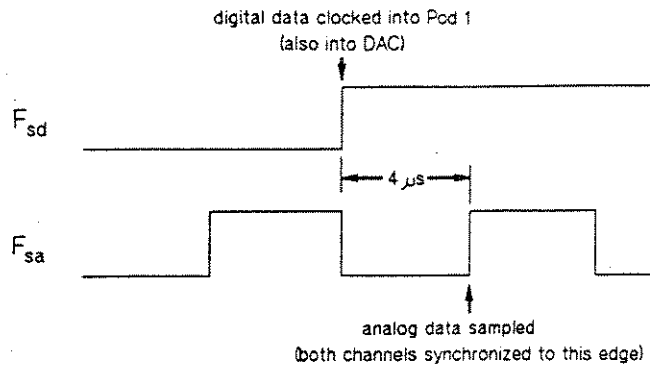 digital data clocked into Pod 1
(also into DAC)
F_sd
4 μs
F_sa
analog data sampled
(both channels synchronized to this edge)